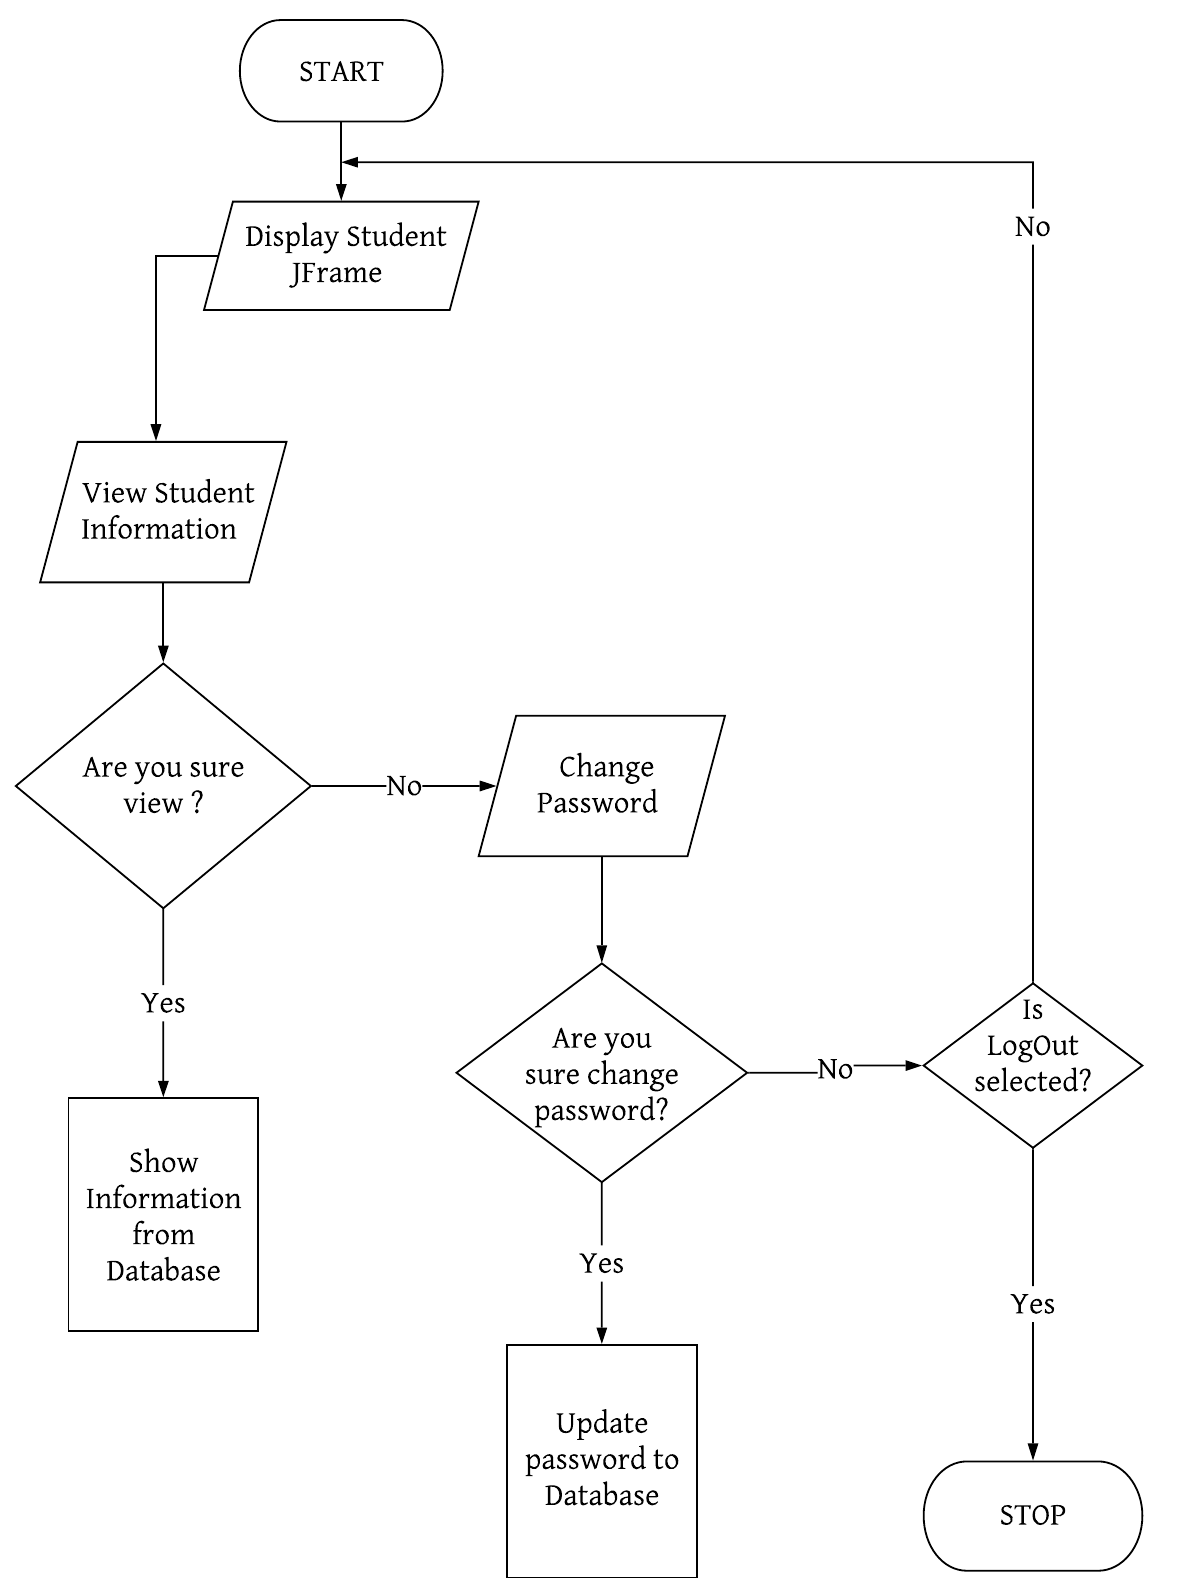 START
No
Display Student
JFrame
View Student
Information
Are you sure
view ?
No
Change
Password
Yes
Are you
sure change
password?
No
Is
LogOut
selected?
Show
Information
from
Database
Yes
Yes
Update
password to
Database
STOP